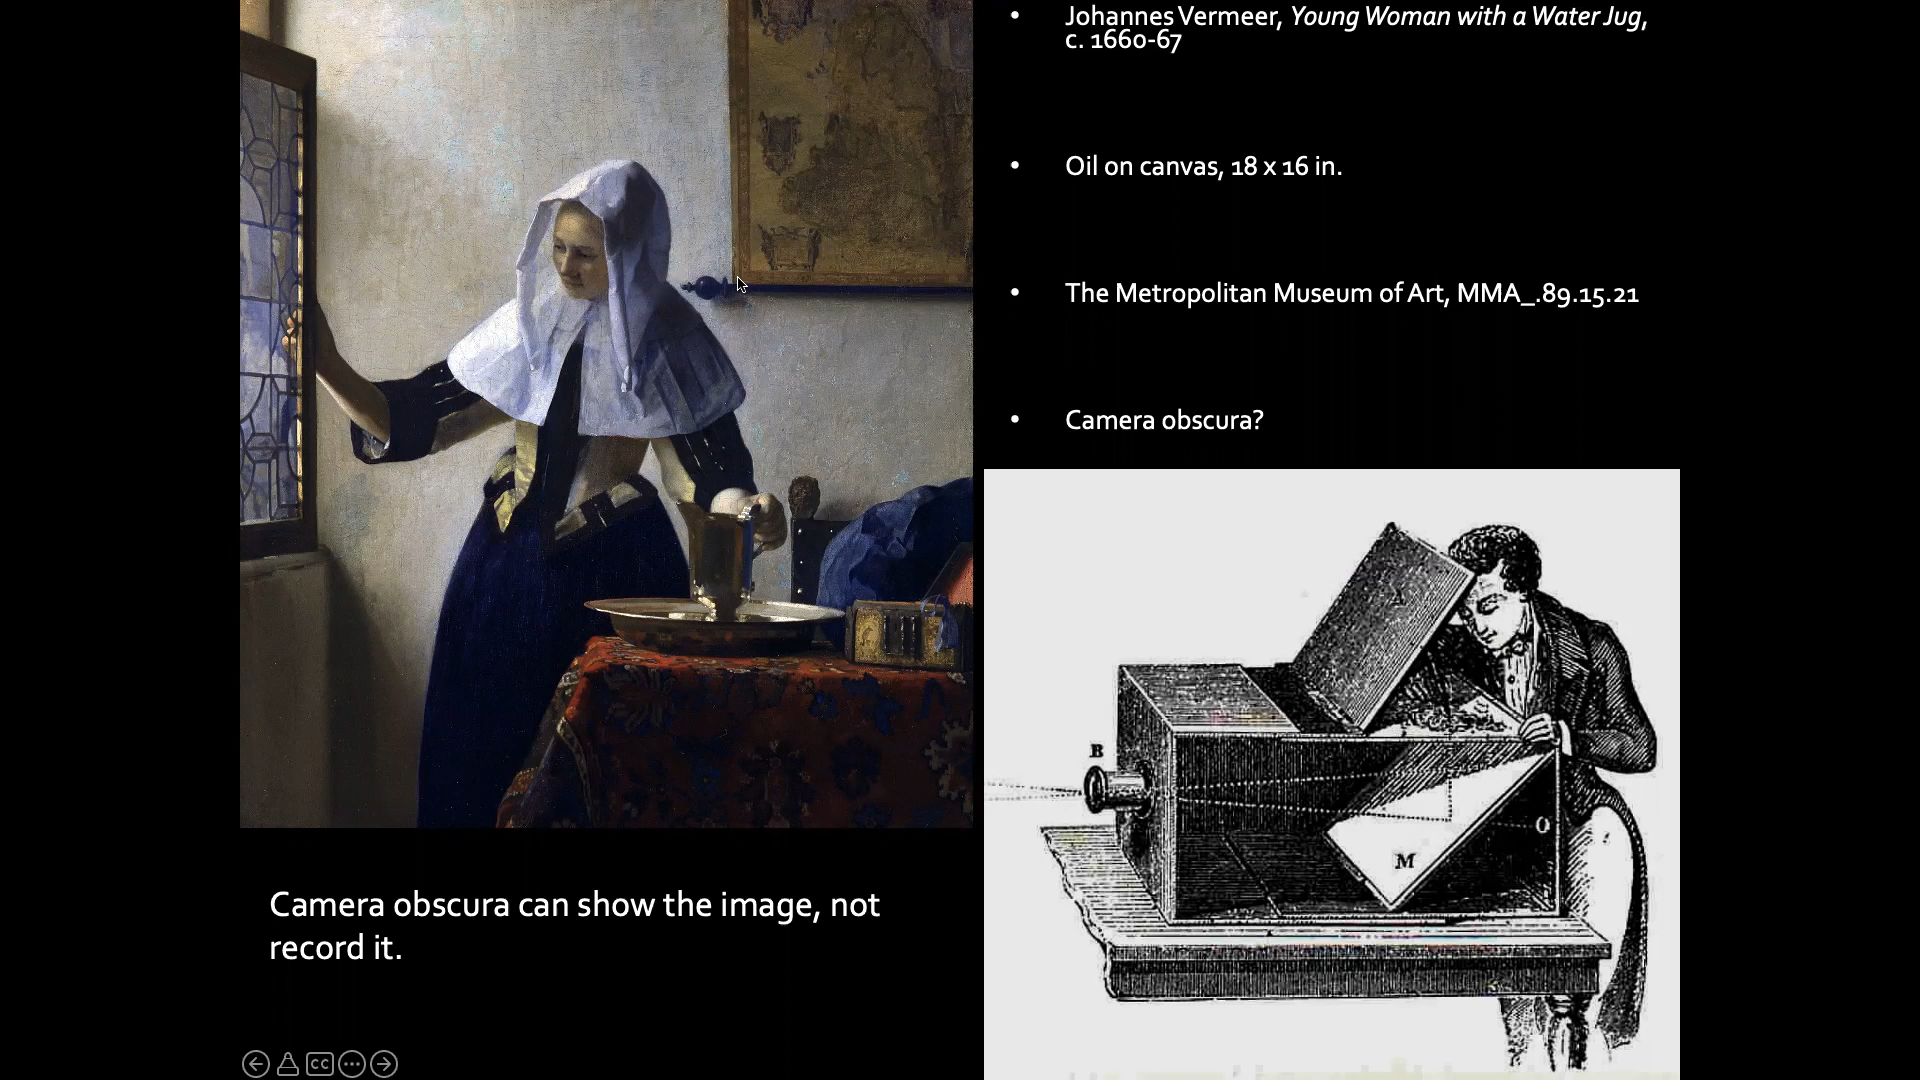 • Johannes Vermeer, Young Woman with a Water Jug,
c. 1660-67
• Oil on canvas, 18 x 16 in.
• The Metropolitan Museum of Art, MMA_.89.15.21
• Camera obscura?
B
O
M
Camera obscura can show the image, not
record it.
CC